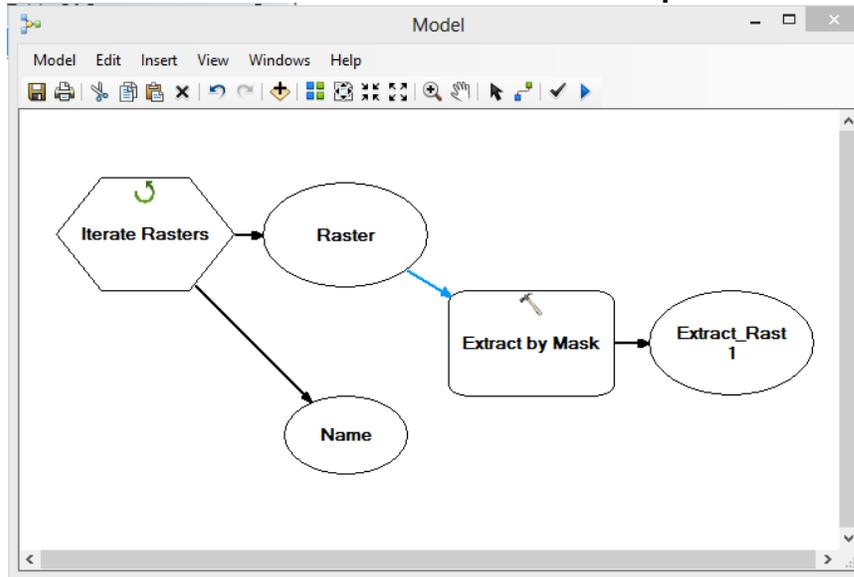 Model
Model Edit Insert View Windows Help
Iterate Rasters
Raster
Extract by Mask
Extract_Rast
1
Name